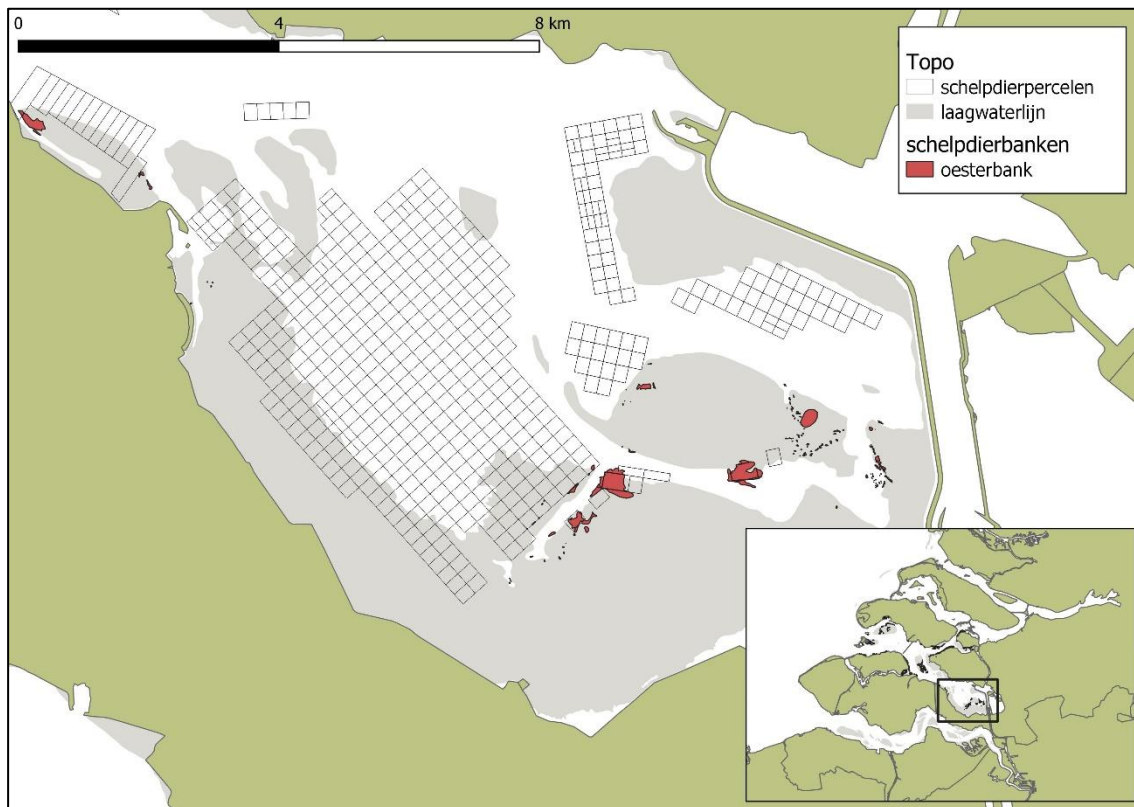 0 4 8 km
Topo
schelpdierpercelen
laagwaterlijn
schelpdierbanken
oesterbank